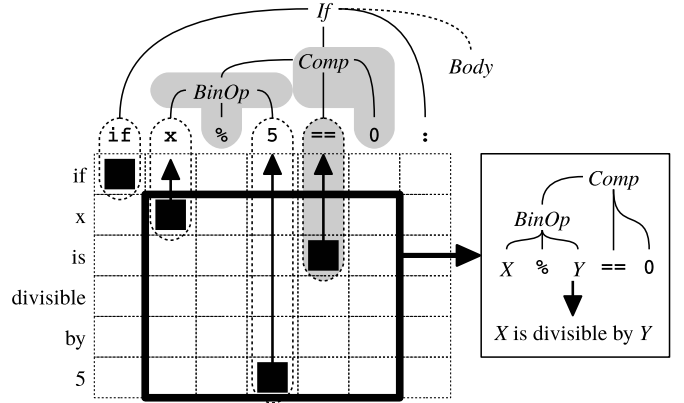 If
Body
Comp
BinOp
if x % 5 == 0 :
if
x
is
divisible
by
5
Comp
BinOp
X % Y == 0
X is divisible by Y